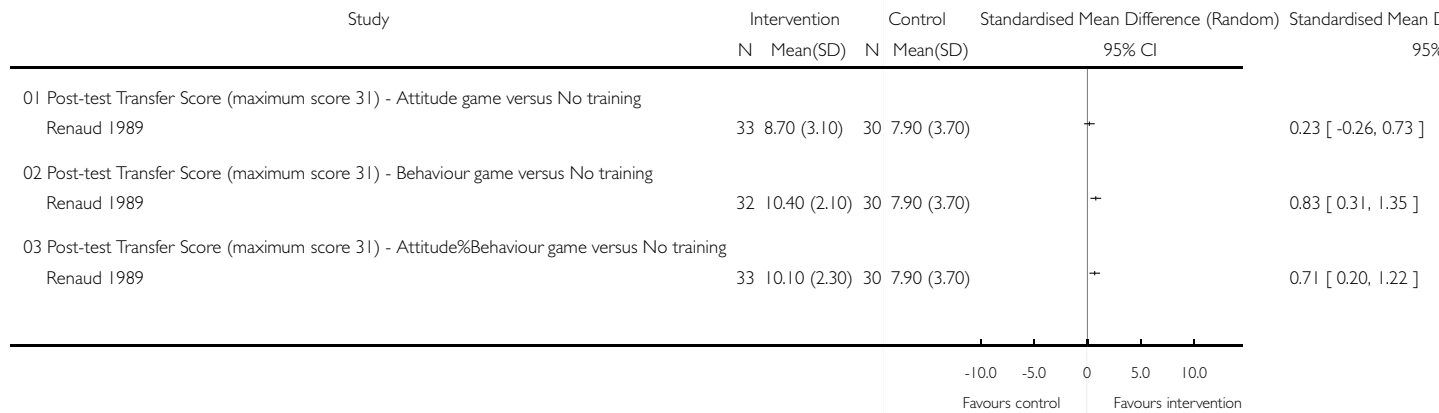 Study Intervention Control Standardised Mean Difference (Random) Standardised Mean D
N Mean(SD) N Mean(SD) 95% CI 95%
01 Post-test Transfer Score (maximum score 31) - Attitude game versus No training
Renaud 1989 33 8.70 (3.10) 30 7.90 (3.70) 0.23 [ -0.26, 0.73 ]
02 Post-test Transfer Score (maximum score 31) - Behaviour game versus No training
Renaud 1989 32 10.40 (2.10) 30 7.90 (3.70) 0.83 [ 0.31, 1.35 ]
03 Post-test Transfer Score (maximum score 31) - Attitude%Behaviour game versus No training
Renaud 1989 33 10.10 (2.30) 30 7.90 (3.70) 0.71 [ 0.20, 1.22 ]
-10.0 -5.0 0 5.0 10.0
Favours control Favours intervention